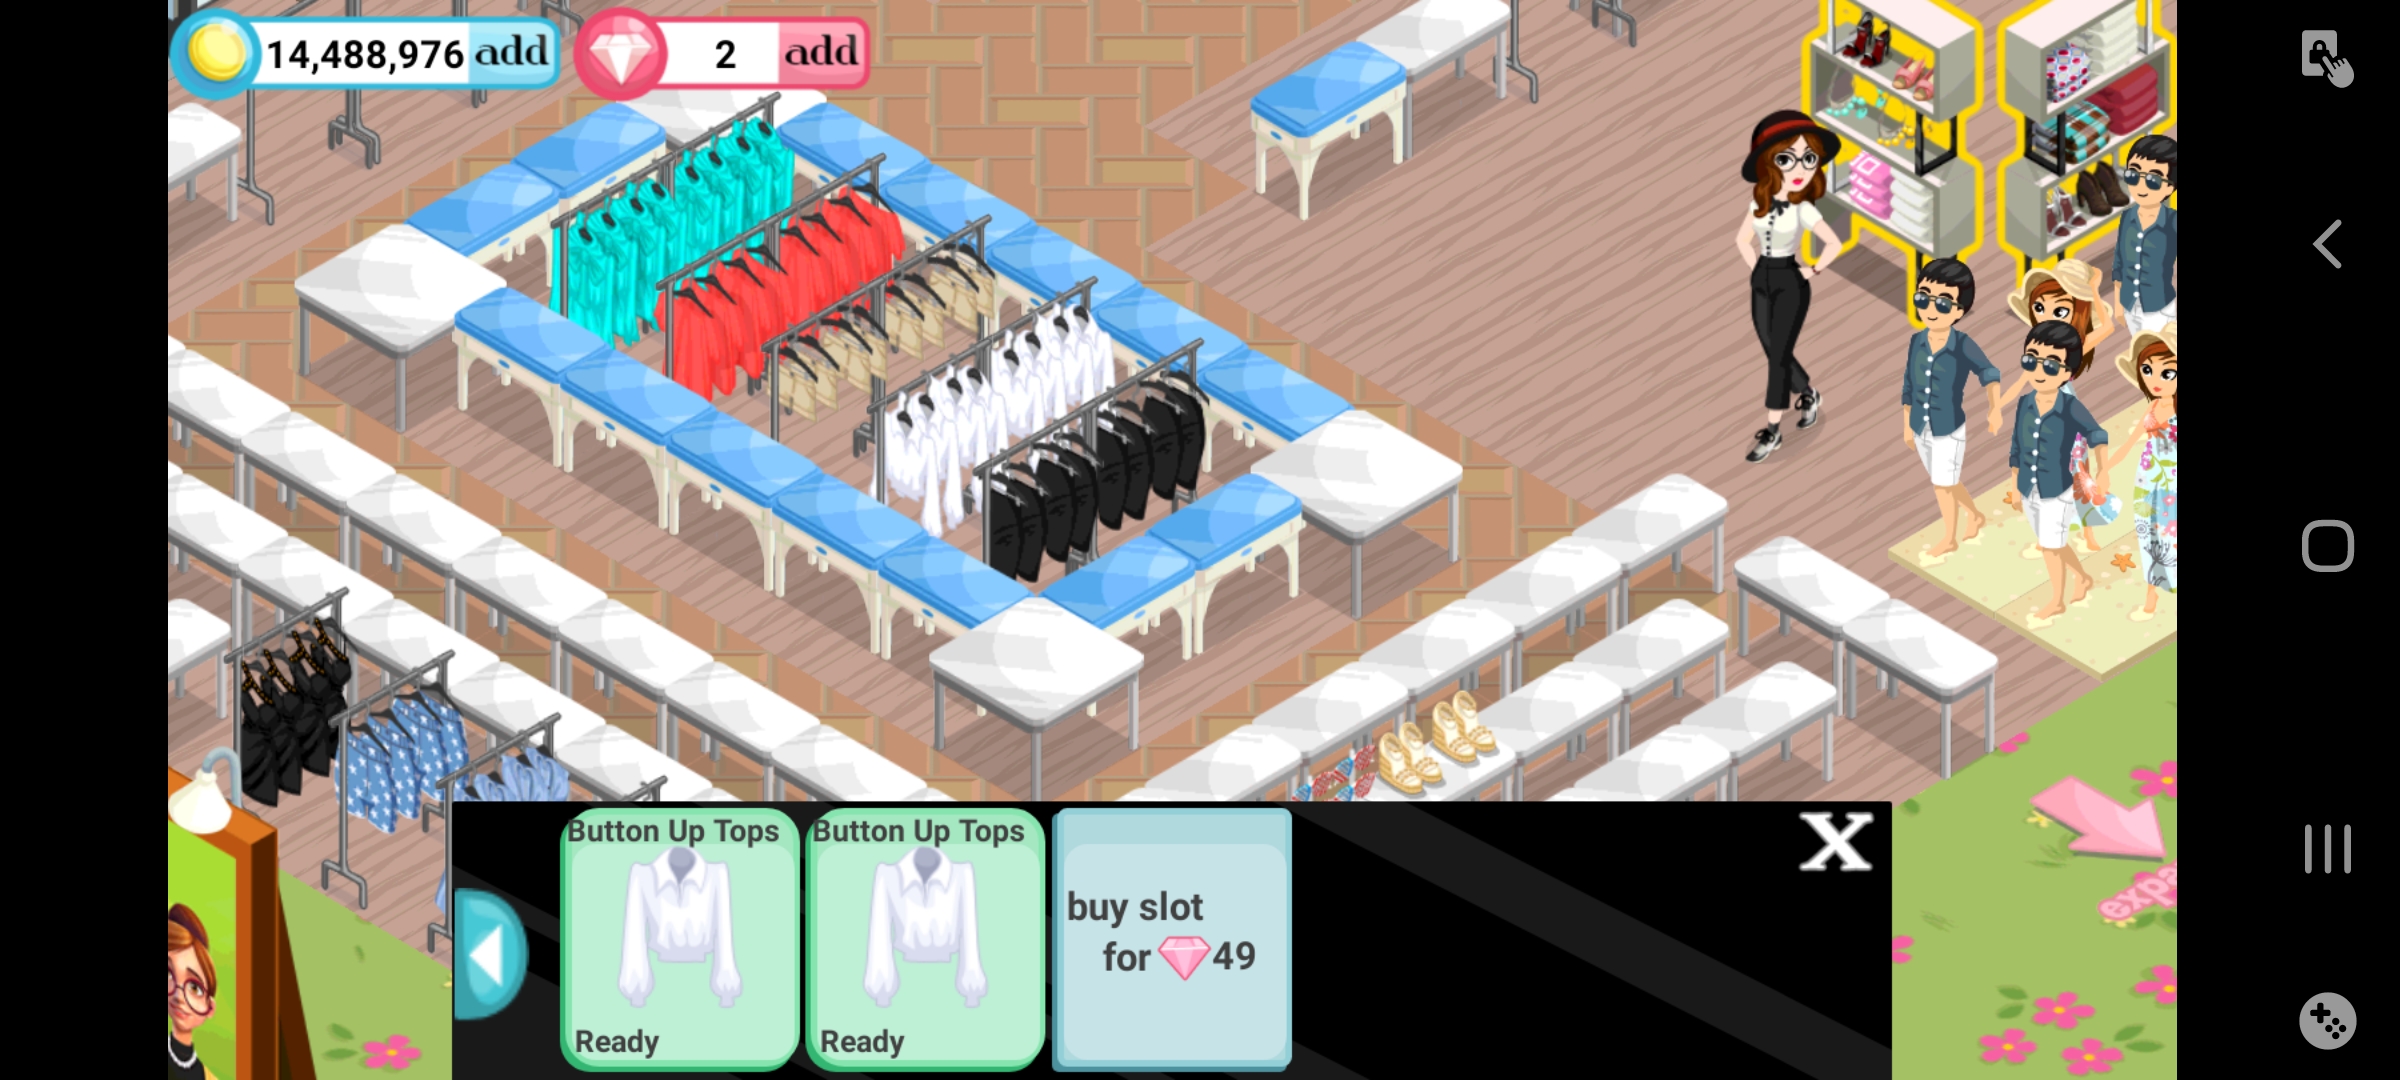 14,488,976 add
2 add
Button Up Tops
Ready
Button Up Tops
Ready
buy slot
for 49
X